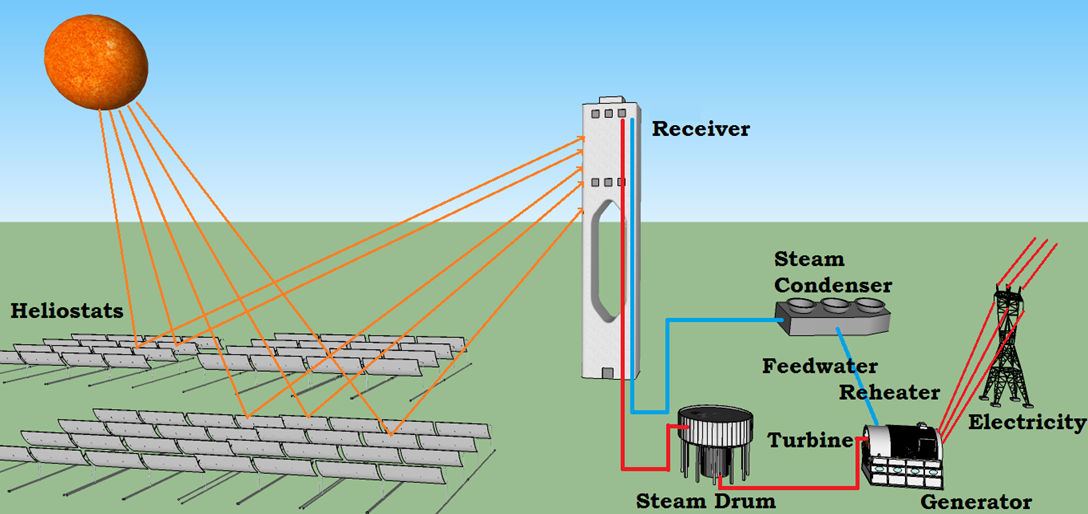 Receiver
Steam
Condenser
Heliostats
Feedwater
Reheater
Electricity
Turbine
Steam Drum
Generator